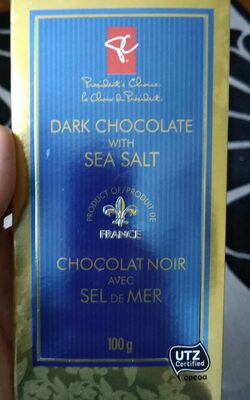 PC
President's Choice
le Choix du Président
DARK CHOCOLATE
WITH
SEA SALT
PRODUCT OF/PRODUIT DE
FRANCE
CHOCOLAT NOIR
AVEC
SEL DE MER
100 g
UTZ
Certified
cocoa